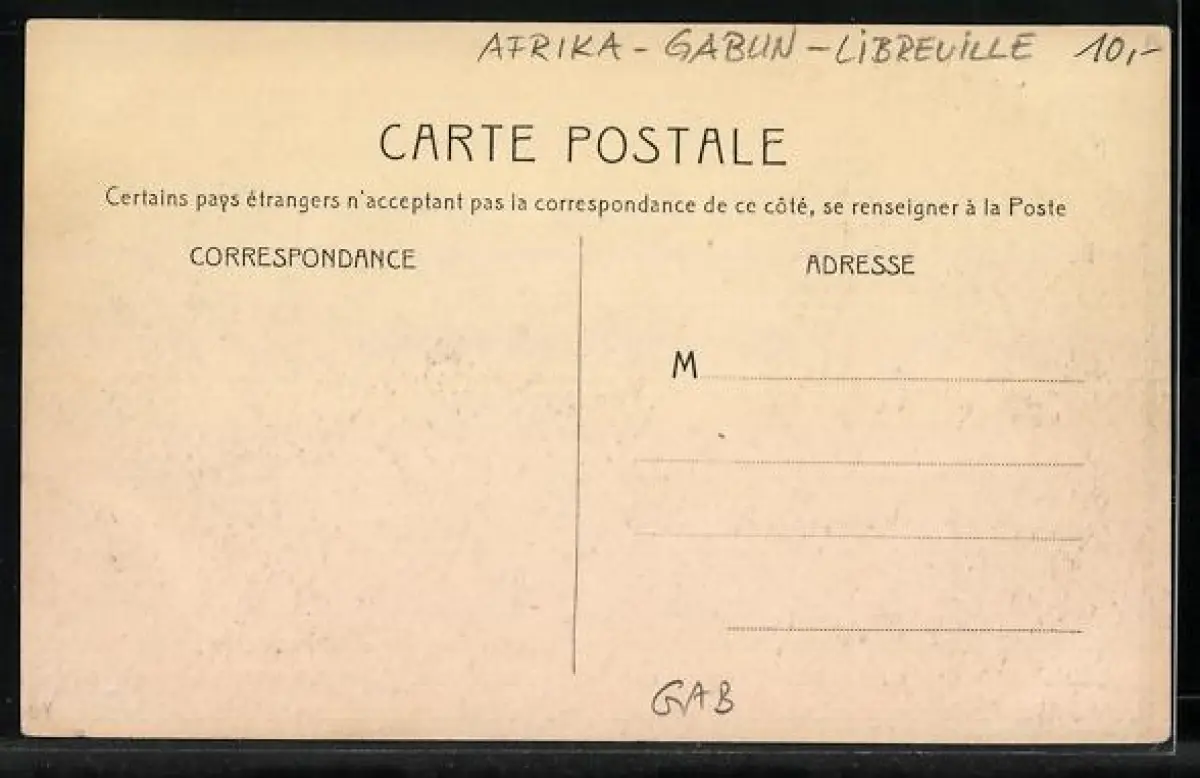 AFRIKA - GABUN - LIBREVILLE 10,-
CARTE POSTALE
Certains pays étrangers n'acceptant pas la correspondance de ce côté, se renseigner à la Poste
CORRESPONDANCE
ADRESSE
M
GAB